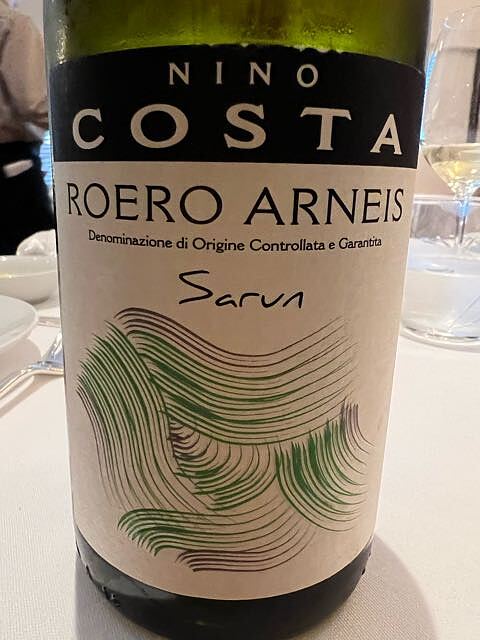 NINO
COSTA
ROERO ARNEIS
Denominazione di Origine Controllata e Garantita
Sarun